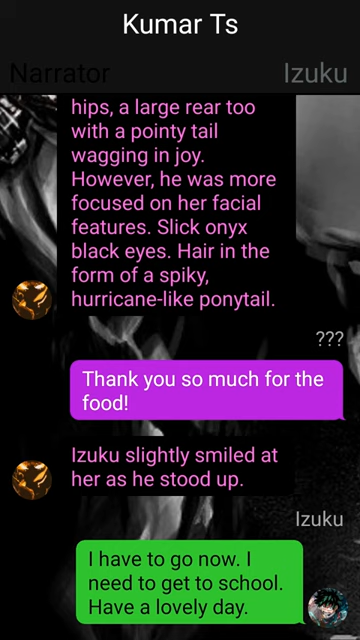 Kumar Ts
Narrator
Izuku
hips, a large rear too
with a pointy tail
wagging in joy.
However, he was more
focused on her facial
features. Slick onyx
black eyes. Hair in the
form of a spiky,
hurricane-like ponytail.
???
Thank you so much for the
food!
Izuku slightly smiled at
her as he stood up.
Izuku
I have to go now. I
need to get to school.
Have a lovely day.